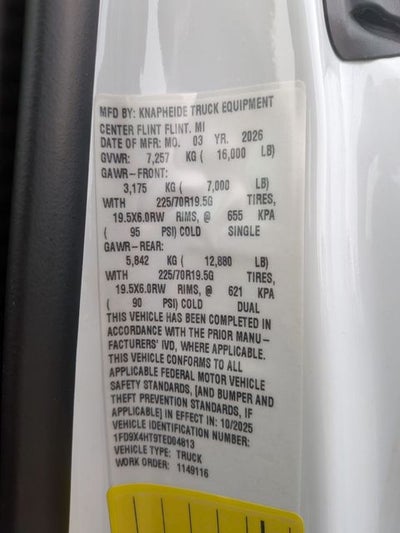 MFD BY: KNAPHEIDE TRUCK EQUIPMENT
CENTER FLINT FLINT, MI
DATE OF MFR: MO. 03 YR. 2026
GVWR: 7,257 KG ( 16,000 LB)
GAWR-FRONT:
3,175 KG ( 7,000 LB)
WITH 225/70R19.5G TIRES,
19.5X6.0RW RIMS, @ 655 KPA
( 95 PSI) COLD SINGLE
GAWR-REAR:
5,842 KG ( 12,880 LB)
WITH 225/70R19.5G TIRES,
19.5X6.0RW RIMS, @ 621 KPA
( 90 PSI) COLD DUAL
THIS VEHICLE HAS BEEN COMPLETED IN
ACCORDANCE WITH THE PRIOR MANU-
FACTURERS' IVD, WHERE APPLICABLE.
THIS VEHICLE CONFORMS TO ALL
APPLICABLE FEDERAL MOTOR VEHICLE
SAFETY STANDARDS, [AND BUMPER AND
THEFT PREVENTION STANDARDS, IF
APPLICABLE] IN EFFECT IN: 10/2025
VEHICLE IDENTIFICATION NUMBER:
1FD9X4HT9TED04813
VEHICLE TYPE: TRUCK
WORK ORDER: 1149116